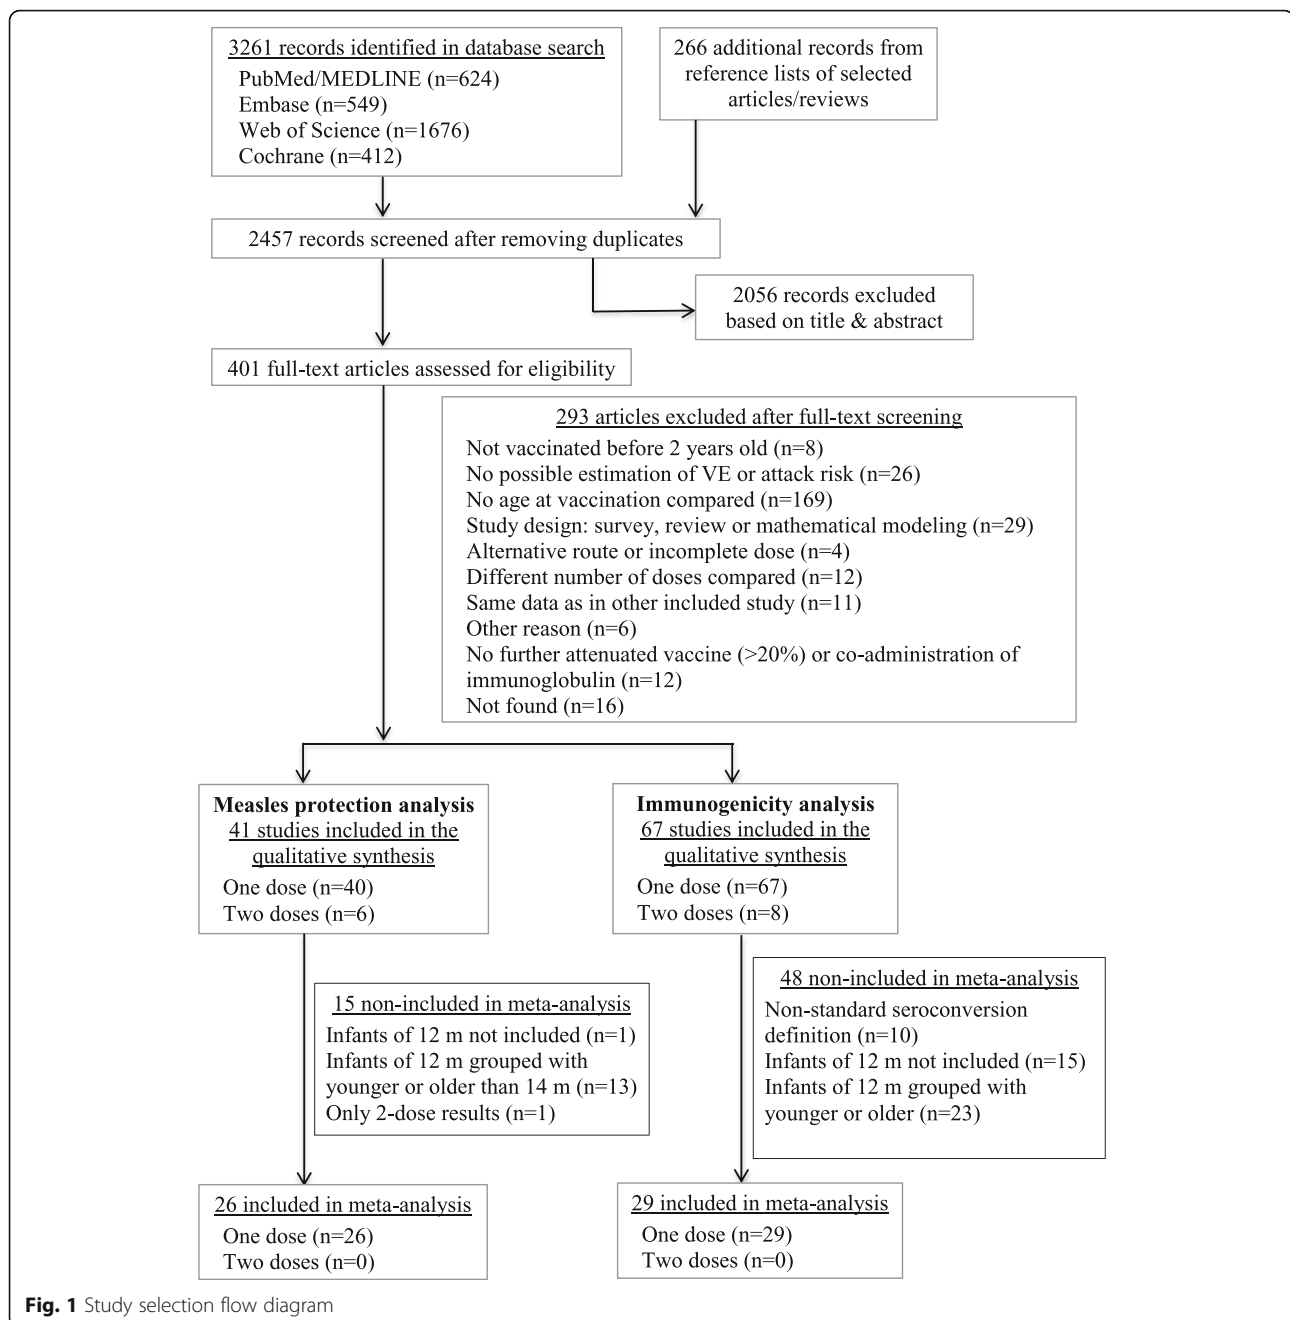 3261 records identified in database search
PubMed/MEDLINE (n=624)
Embase (n=549)
Web of Science (n=1676)
Cochrane (n=412)
266 additional records from
reference lists of selected
articles/reviews
2457 records screened after removing duplicates
2056 records excluded
based on title & abstract
401 full-text articles assessed for eligibility
293 articles excluded after full-text screening
Not vaccinated before 2 years old (n=8)
No possible estimation of VE or attack risk (n=26)
No age at vaccination compared (n=169)
Study design: survey, review or mathematical modeling (n=29)
Alternative route or incomplete dose (n=4)
Different number of doses compared (n=12)
Same data as in other included study (n=11)
Other reason (n=6)
No further attenuated vaccine (>20%) or co-administration of
immunoglobulin (n=12)
Not found (n=16)
Measles protection analysis
41 studies included in the
qualitative synthesis
One dose (n=40)
Two doses (n=6)
Immunogenicity analysis
67 studies included in the
qualitative synthesis
One dose (n=67)
Two doses (n=8)
15 non-included in meta-analysis
Infants of 12 m not included (n=1)
Infants of 12 m grouped with
younger or older than 14 m (n=13)
Only 2-dose results (n=1)
48 non-included in meta-analysis
Non-standard seroconversion
definition (n=10)
Infants of 12 m not included (n=15)
Infants of 12 m grouped with
younger or older (n=23)
26 included in meta-analysis
One dose (n=26)
Two doses (n=0)
29 included in meta-analysis
One dose (n=29)
Two doses (n=0)
Fig. 1 Study selection flow diagram